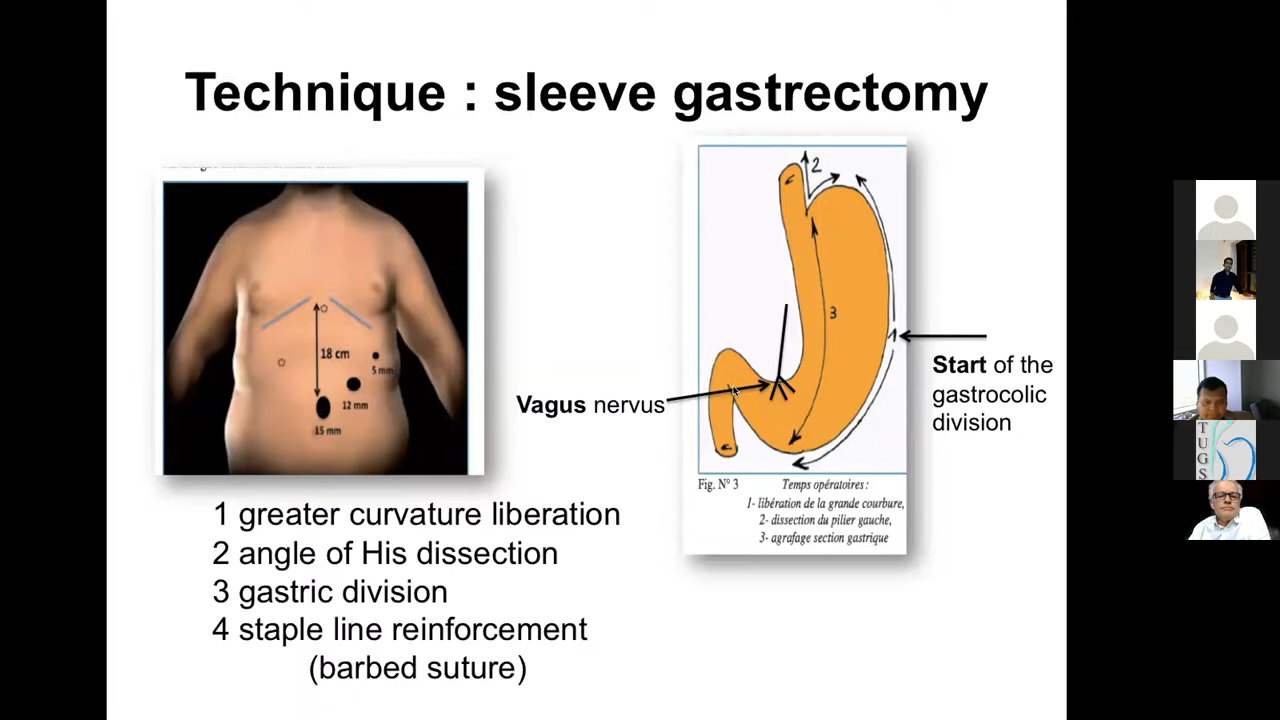 Technique : sleeve gastrectomy
18 cm
5 mm
12 mm
15 mm
2
3
1
Start of the
gastrocolic
division
Vagus nervus
Fig. N° 3
Temps opératoires :
1- libération de la grande courbure,
2- dissection du pilier gauche,
3- agrafage section gastrique
1 greater curvature liberation
2 angle of His dissection
3 gastric division
4 staple line reinforcement
(barbed suture)
TUGS